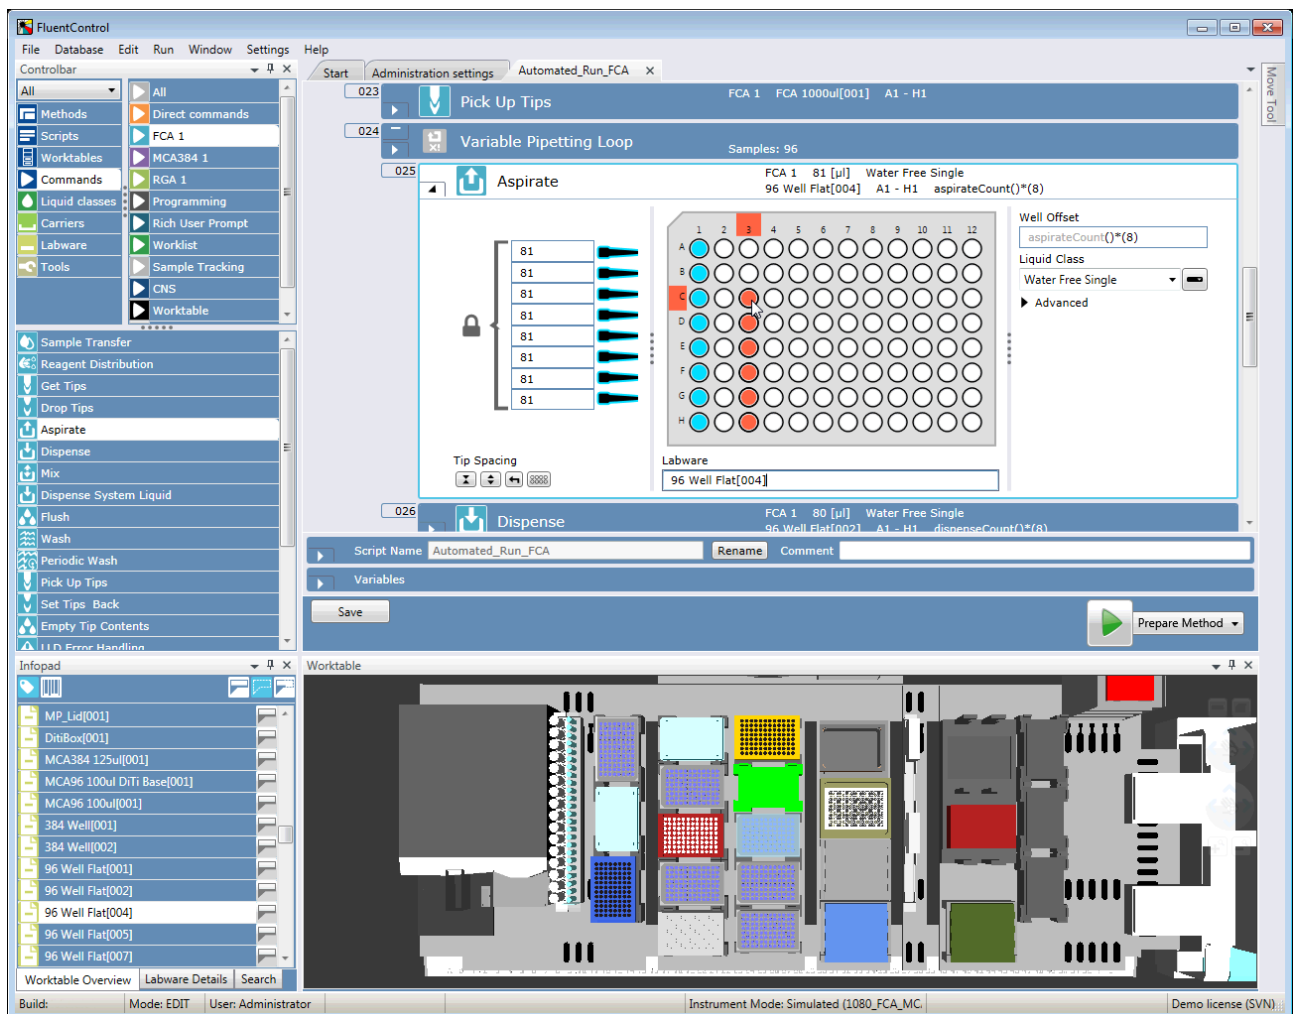 FluentControl
File Database Edit Run Window Settings Help
Controlbar
All
Methods
Scripts
Worktables
Commands
Liquid classes
Carriers
Labware
Tools
All
Direct commands
FCA 1
MCA384 1
RGA 1
Programming
Rich User Prompt
Worklist
Sample Tracking
CNS
Worktable
Sample Transfer
Reagent Distribution
Get Tips
Drop Tips
Aspirate
Dispense
Mix
Dispense System Liquid
Flush
Wash
Periodic Wash
Pick Up Tips
Set Tips Back
Empty Tip Contents
LLD Error Handling
Start Administration settings Automated_Run_FCA
Move Tool
023 Pick Up Tips FCA 1 FCA 1000ul[001] A1 - H1
024 Variable Pipetting Loop Samples: 96
025 Aspirate FCA 1 81 [µl] Water Free Single
96 Well Flat[004] A1 - H1 aspirateCount()*(8)
81
81
81
81
81
81
81
81
1 2 3 4 5 6 7 8 9 10 11 12
A
B
C
D
E
F
G
H
Well Offset
aspirateCount()*(8)
Liquid Class
Water Free Single
Advanced
Tip Spacing
Labware
96 Well Flat[004]
026 Dispense FCA 1 80 [µl] Water Free Single
96 Well Flat[002] A1 - H1 dispenseCount()*(8)
Script Name Automated_Run_FCA Rename Comment
Variables
Save
Prepare Method
Infopad
MP_Lid[001]
DitiBox[001]
MCA384 125ul[001]
MCA96 100ul DiTi Base[001]
MCA96 100ul[001]
384 Well[001]
384 Well[002]
96 Well Flat[001]
96 Well Flat[002]
96 Well Flat[004]
96 Well Flat[005]
96 Well Flat[007]
Worktable Overview Labware Details Search
Worktable
Build: Mode: EDIT User: Administrator Instrument Mode: Simulated (1080_FCA_MC. Demo license (SVN)